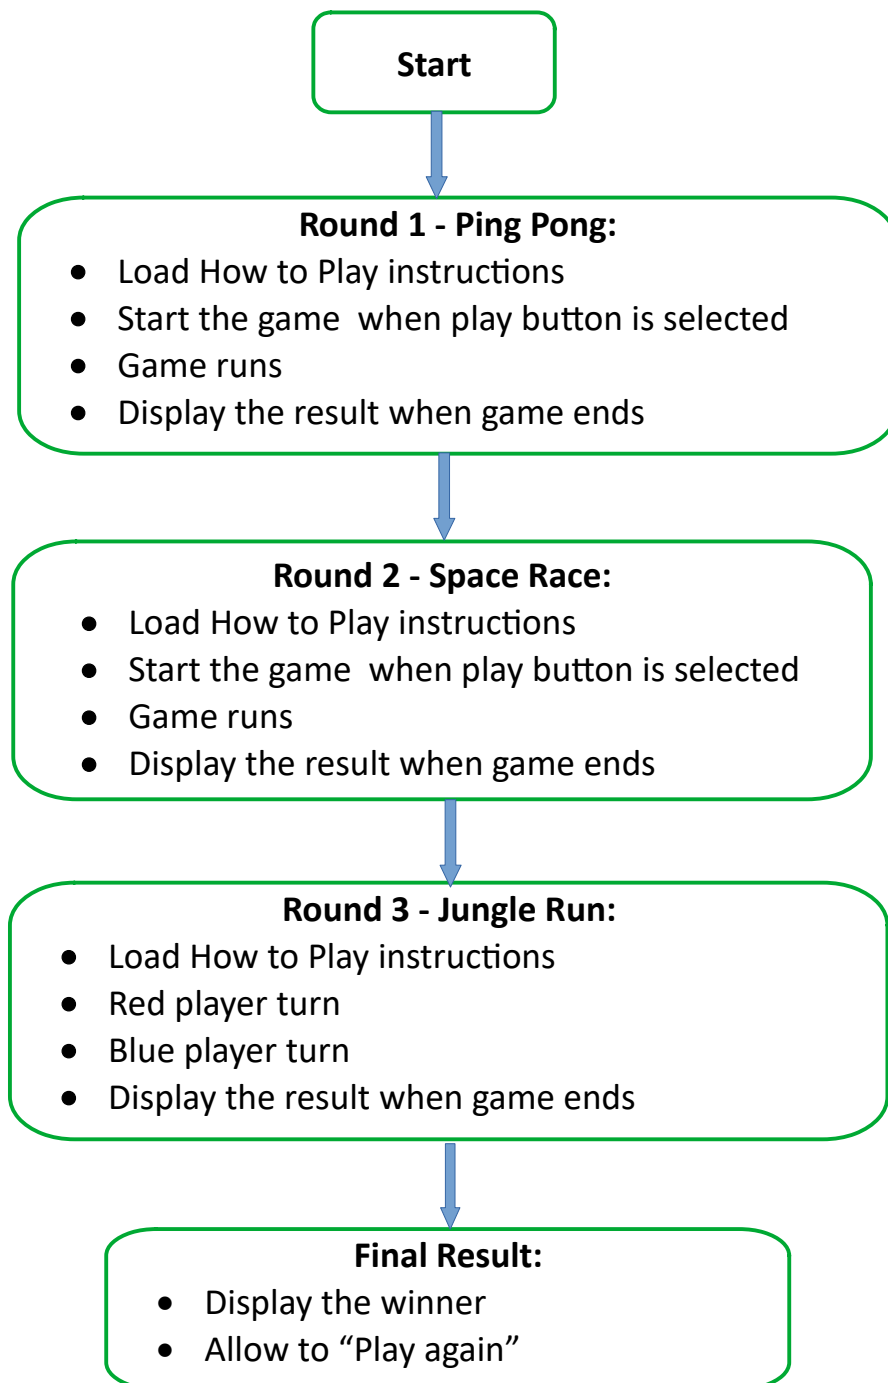 Start
Round 1 - Ping Pong:
● Load How to Play instructions
● Start the game  when play button is selected
● Game runs
● Display the result when game ends
Round 2 - Space Race:
● Load How to Play instructions
● Start the game  when play button is selected
● Game runs
● Display the result when game ends
Round 3 - Jungle Run:
● Load How to Play instructions
● Red player turn
● Blue player turn
● Display the result when game ends
Final Result:
● Display the winner
● Allow to “Play again”